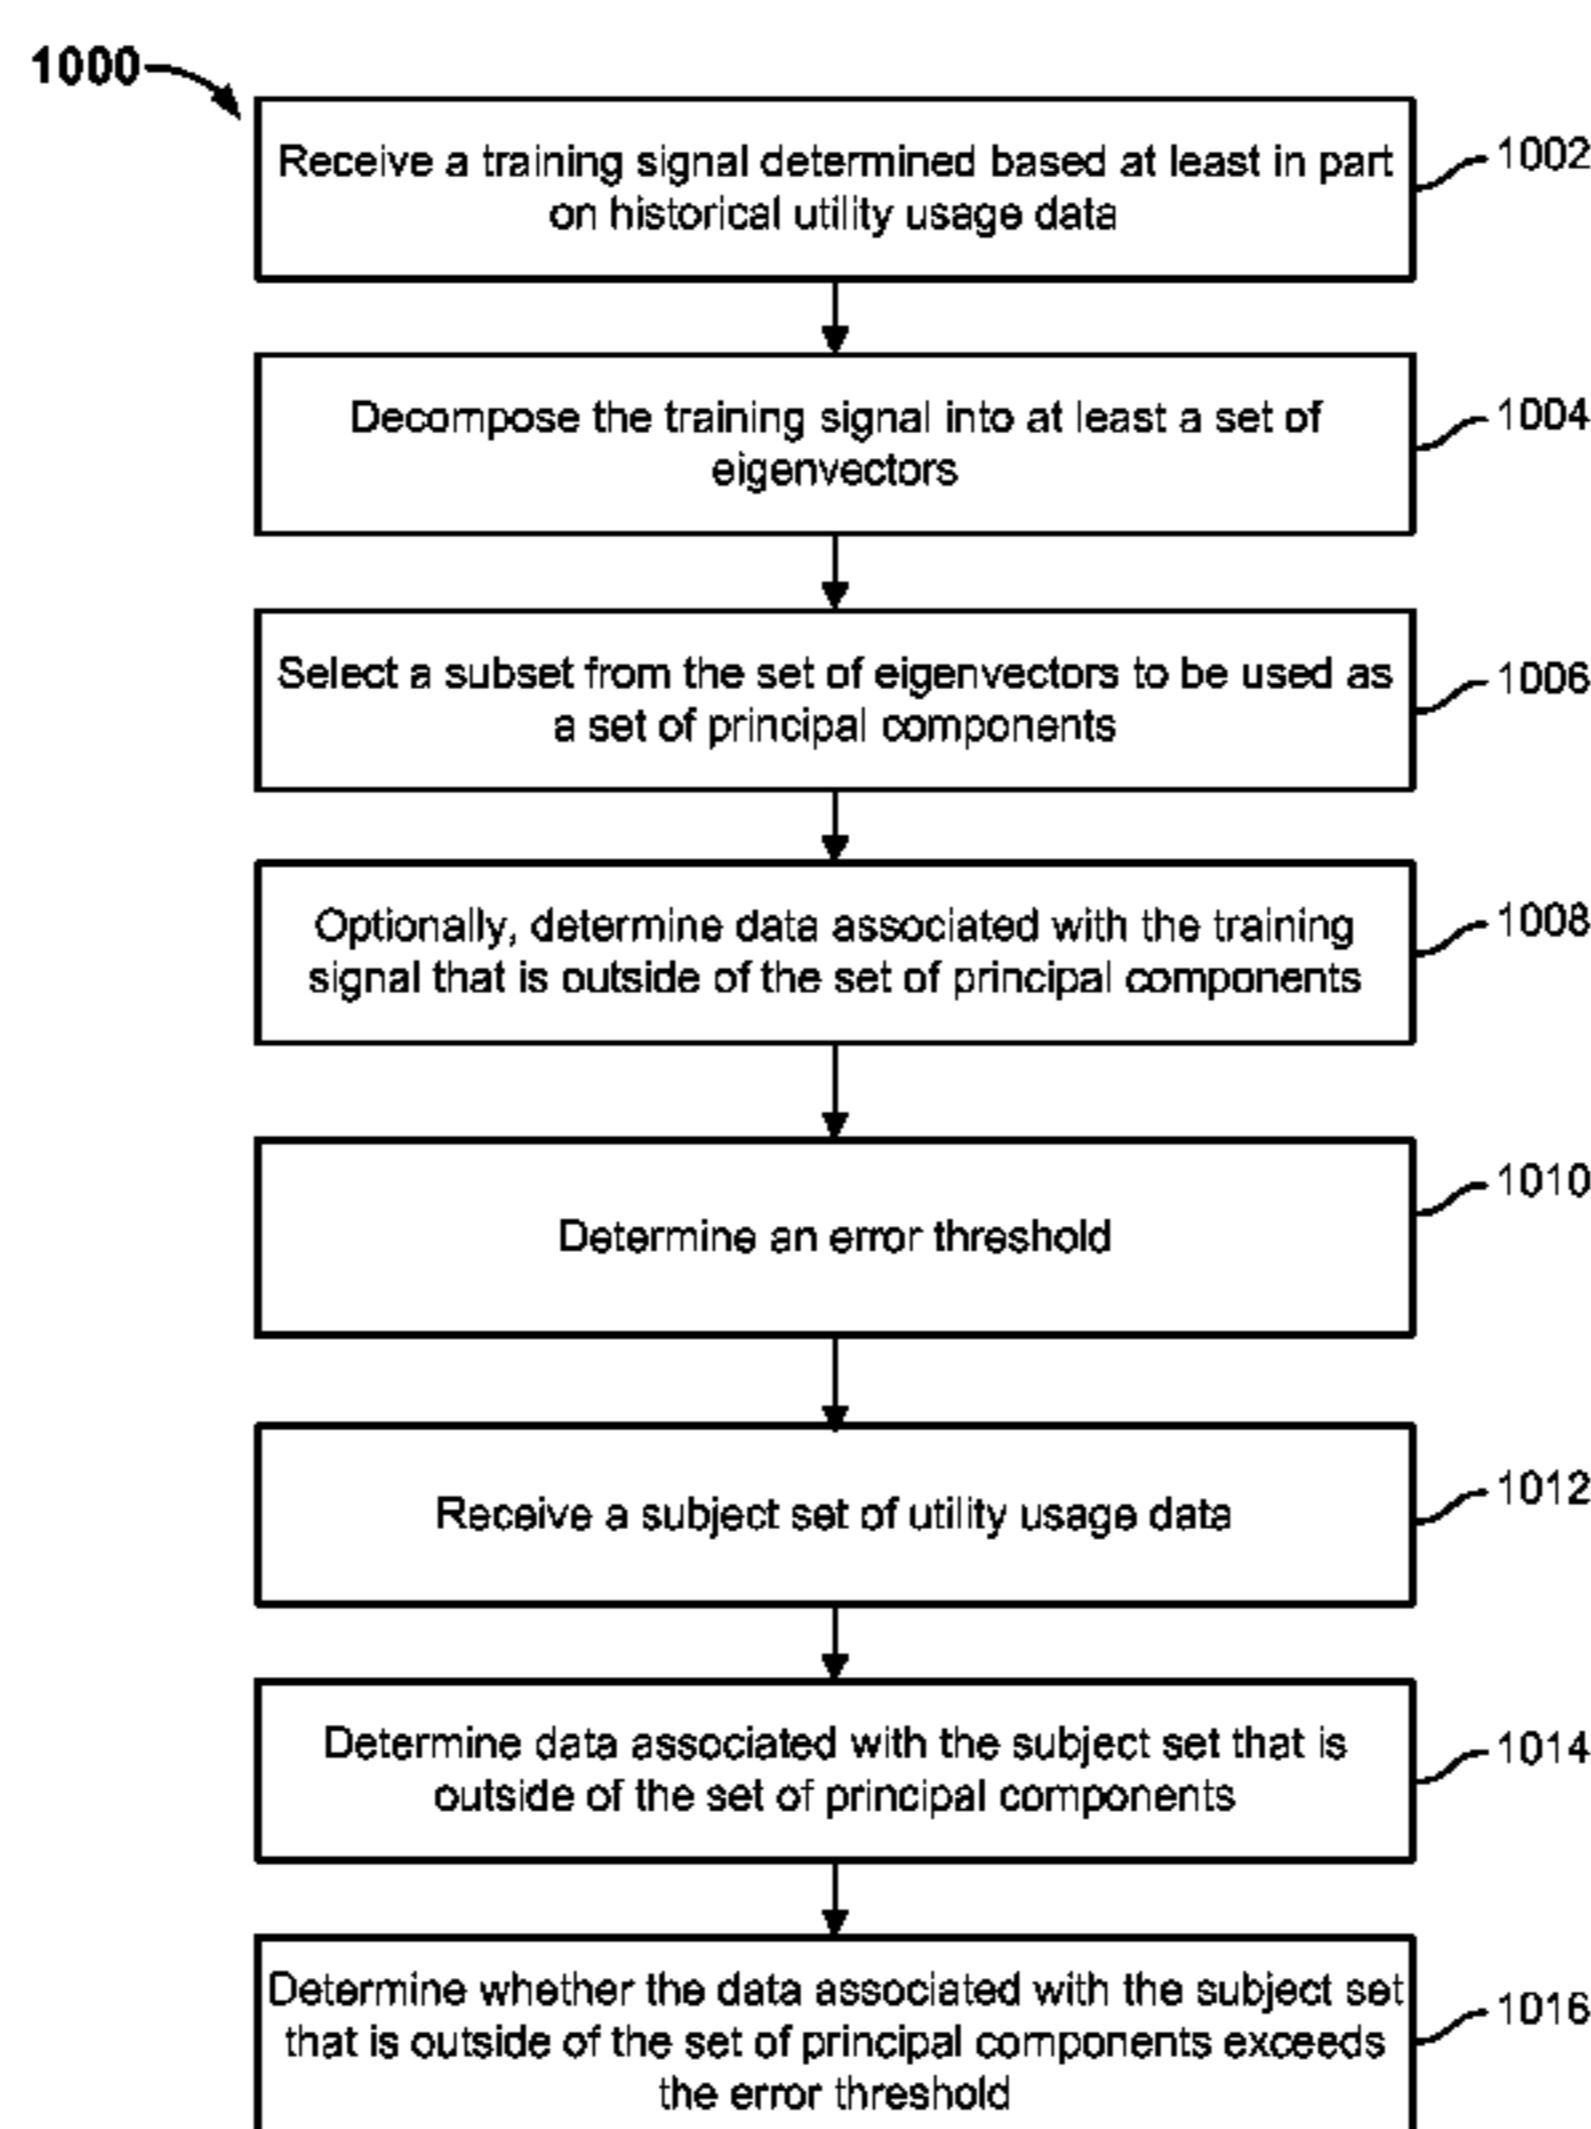 1000
Receive a training signal determined based at least in part
on historical utility usage data
1002
Decompose the training signal into at least a set of
eigenvectors
1004
Select a subset from the set of eigenvectors to be used as
a set of principal components
1006
Optionally, determine data associated with the training
signal that is outside of the set of principal components
1008
Determine an error threshold
1010
Receive a subject set of utility usage data
1012
Determine data associated with the subject set that is
outside of the set of principal components
1014
Determine whether the data associated with the subject set
that is outside of the set of principal components exceeds
the error threshold
1016